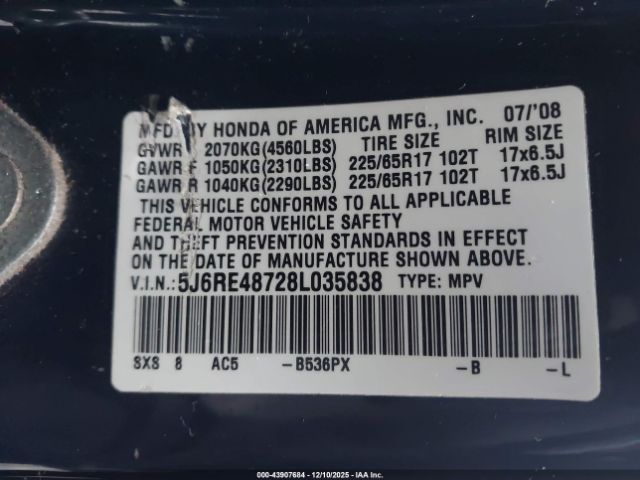 MFD BY HONDA OF AMERICA MFG., INC. 07/'08
GVWR 2070KG(4560LBS) TIRE SIZE RIM SIZE
GAWR F 1050KG(2310LBS) 225/65R17 102T 17x6.5J
GAWR R 1040KG(2290LBS) 225/65R17 102T 17x6.5J
THIS VEHICLE CONFORMS TO ALL APPLICABLE
FEDERAL MOTOR VEHICLE SAFETY
AND THEFT PREVENTION STANDARDS IN EFFECT
ON THE DATE OF MANUFACTURE SHOWN ABOVE.
V.I.N.: 5J6RE48728L035838 TYPE: MPV
SXS 8 AC5 -B536PX -B -L
000-43907684 - 12/10/2025 - IAA Inc.